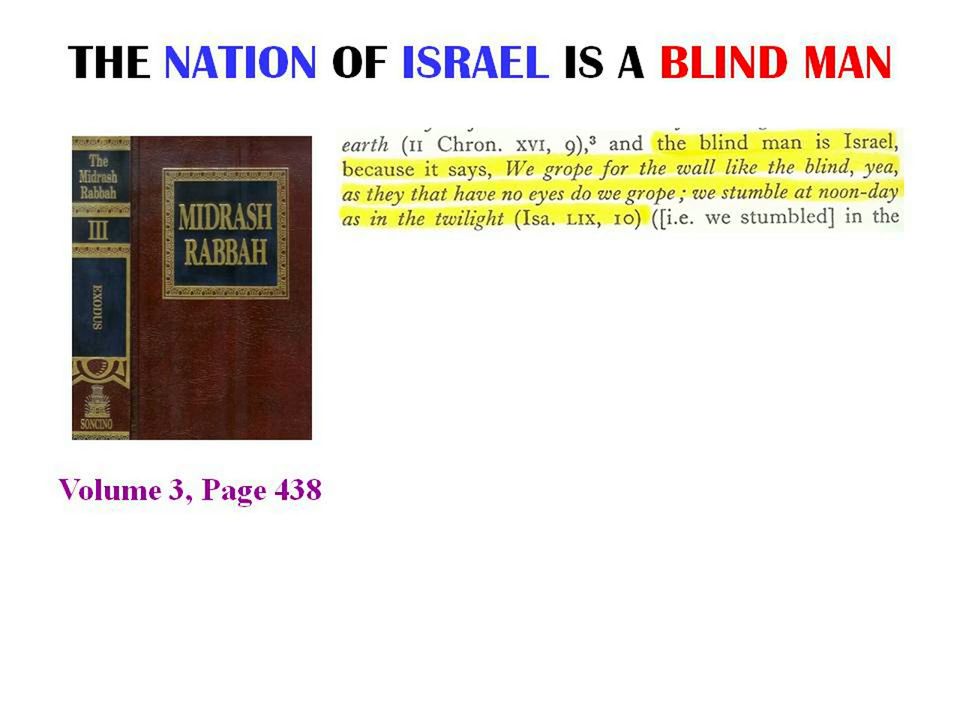 THE NATION OF ISRAEL IS A BLIND MAN
The
Midrash
Rabbah
III
EXODUS
SONCINO
MIDRASH
RABBAH
earth (II Chron. XVI, 9),³ and the blind man is Israel,
because it says, We grope for the wall like the blind, yea,
as they that have no eyes do we grope; we stumble at noon-day
as in the twilight (Isa. LIX, 10) ([i.e. we stumbled] in the
Volume 3, Page 438